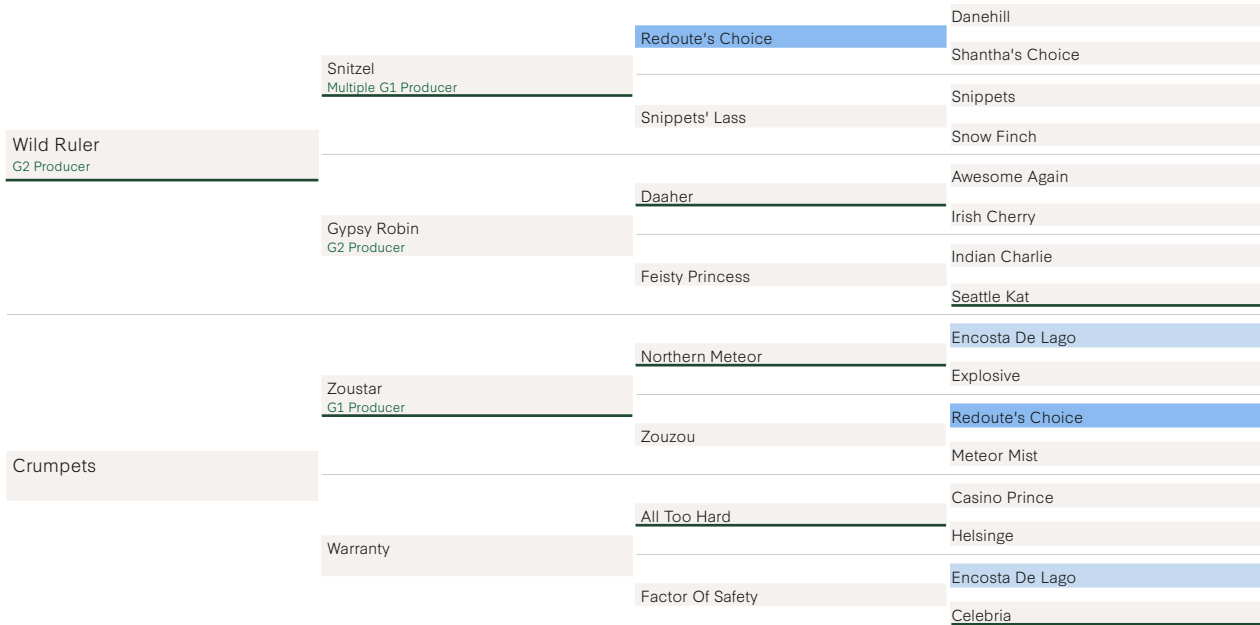 Wild Ruler
G2 Producer
Crumpets
Snitzel
Multiple G1 Producer
Gypsy Robin
G2 Producer
Zoustar
G1 Producer
Warranty
Redoute's Choice
Snippets' Lass
Daaher
Feisty Princess
Northern Meteor
Zouzou
All Too Hard
Factor Of Safety
Danehill
Shantha's Choice
Snippets
Snow Finch
Awesome Again
Irish Cherry
Indian Charlie
Seattle Kat
Encosta De Lago
Explosive
Redoute's Choice
Meteor Mist
Casino Prince
Helsinge
Encosta De Lago
Celebria